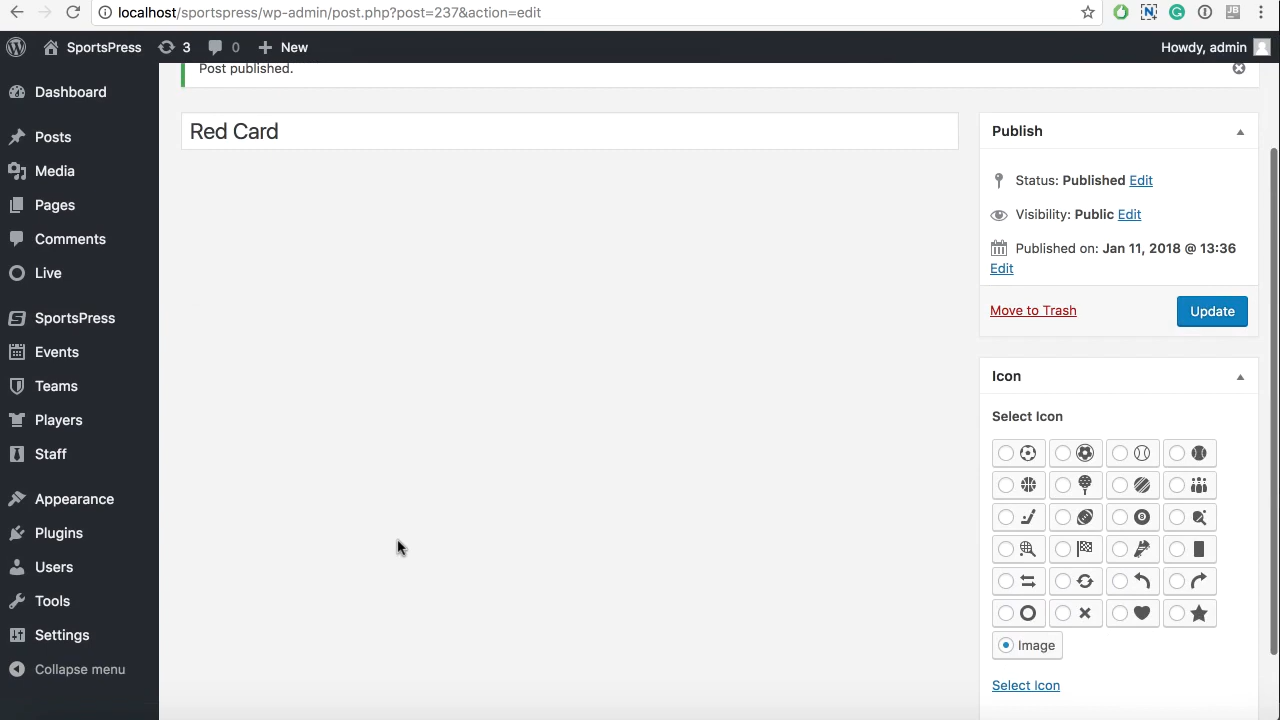 localhost/sportspress/wp-admin/post.php?post=237&action=edit
SportsPress 3 0 New Howdy, admin
Post published.
Dashboard
Posts
Media
Pages
Comments
Live
SportsPress
Events
Teams
Players
Staff
Appearance
Plugins
Users
Tools
Settings
Collapse menu
Red Card
Publish
Status: Published Edit
Visibility: Public Edit
Published on: Jan 11, 2018 @ 13:36
Edit
Move to Trash Update
Icon
Select Icon
Image
Select Icon